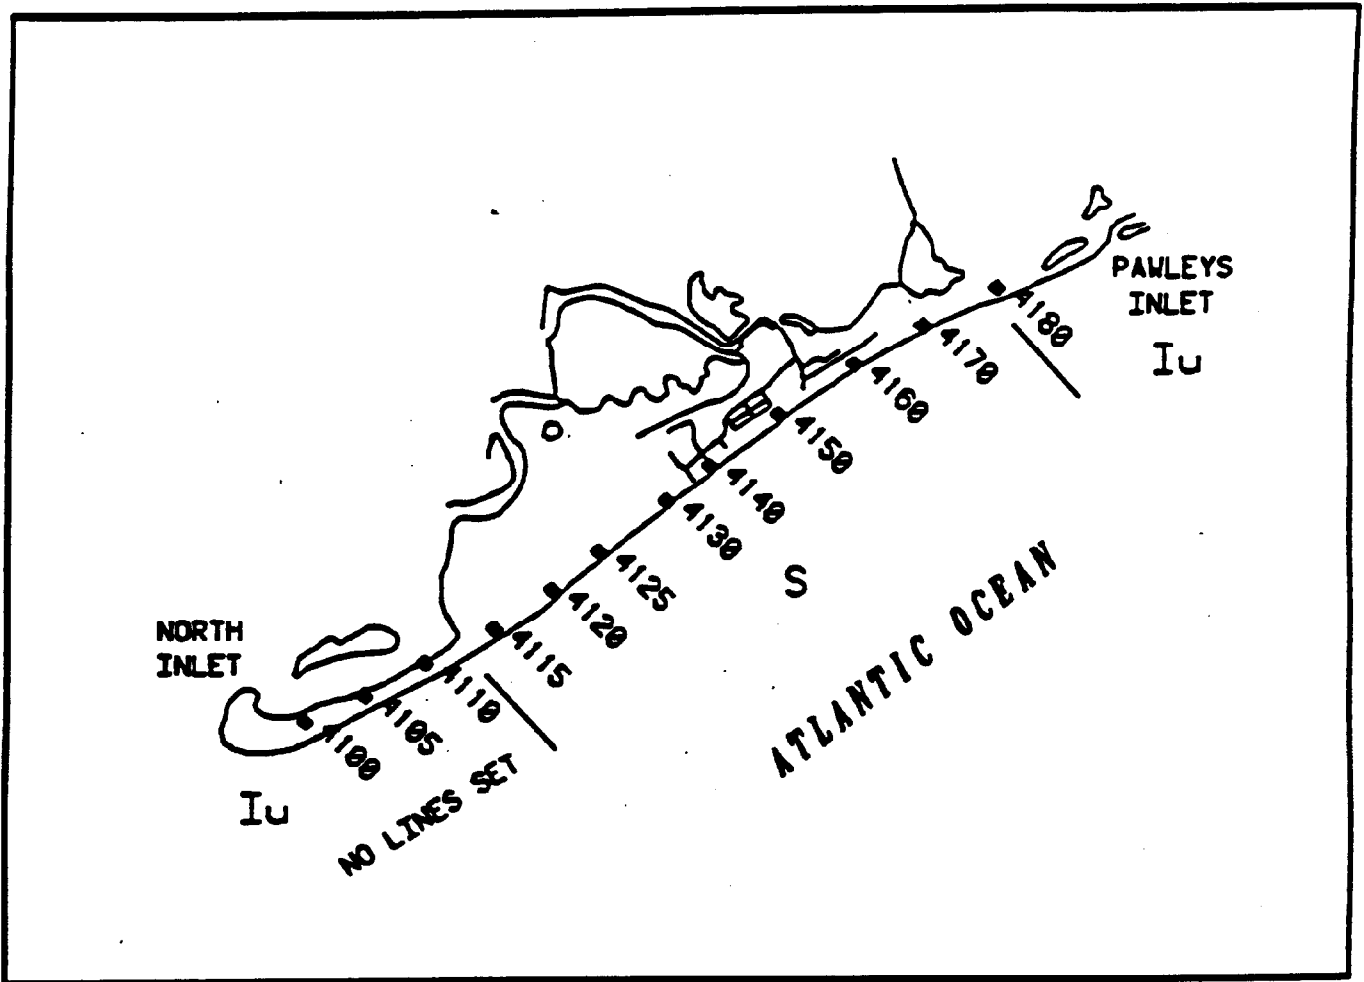 PAWLEYS
INLET
Iu
4180
4170
4160
4150
4140
4130
4125
4120
4115
4110
4105
4100
S
ATLANTIC OCEAN
NORTH
INLET
Iu
NO LINES SET